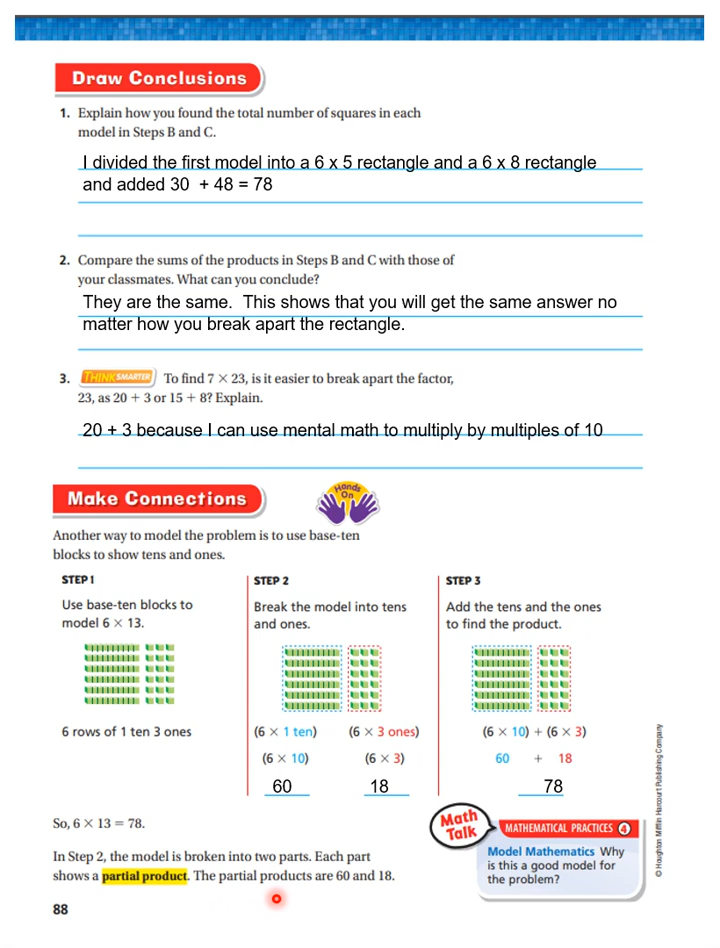 Draw Conclusions
1. Explain how you found the total number of squares in each
model in Steps B and C.
I divided the first model into a 6 x 5 rectangle and a 6 x 8 rectangle
and added 30 + 48 = 78
2. Compare the sums of the products in Steps B and C with those of
your classmates. What can you conclude?
They are the same. This shows that you will get the same answer no
matter how you break apart the rectangle.
3. THINK SMARTER To find 7 × 23, is it easier to break apart the factor,
23, as 20 + 3 or 15 + 8? Explain.
20 + 3 because I can use mental math to multiply by multiples of 10
Make Connections
Hands
On
Another way to model the problem is to use base-ten
blocks to show tens and ones.
STEP 1
Use base-ten blocks to
model 6 × 13.
6 rows of 1 ten 3 ones
STEP 2
Break the model into tens
and ones.
(6 × 1 ten) (6 × 3 ones)
(6 × 10) (6 × 3)
60 18
STEP 3
Add the tens and the ones
to find the product.
(6 × 10) + (6 × 3)
60 + 18
78
So, 6 × 13 = 78.
In Step 2, the model is broken into two parts. Each part
shows a partial product. The partial products are 60 and 18.
Math
Talk
MATHEMATICAL PRACTICES 4
Model Mathematics Why
is this a good model for
the problem?
© Houghton Mifflin Harcourt Publishing Company
88